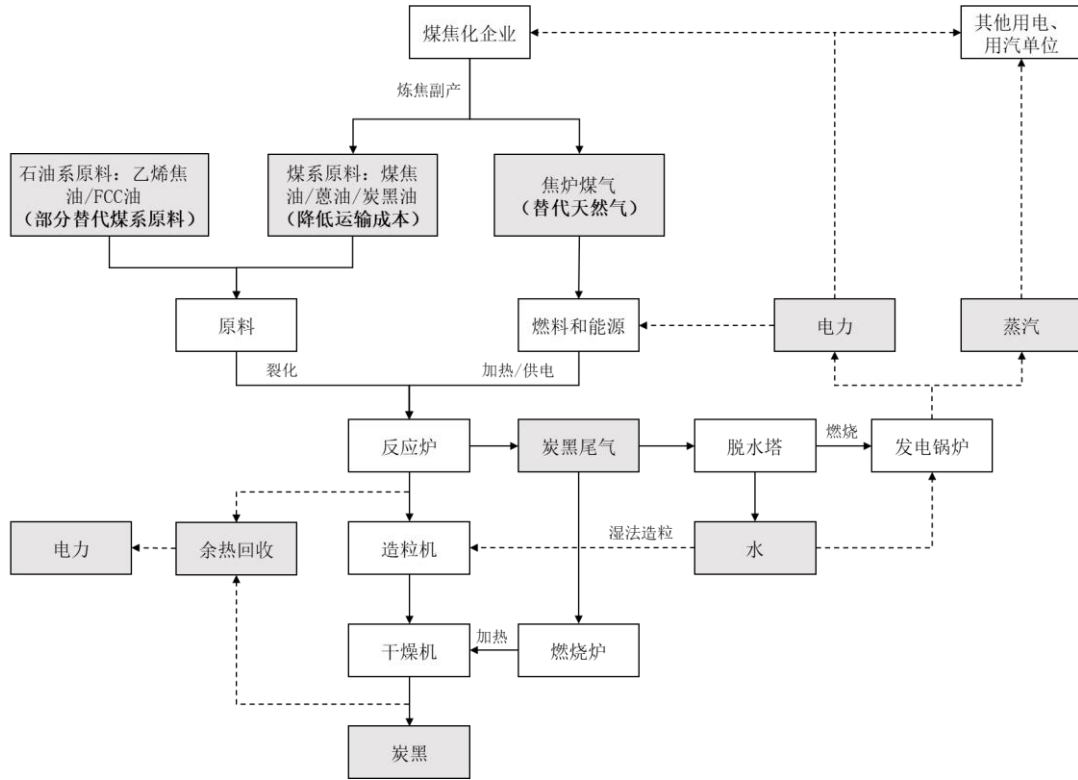 煤焦化企业
其他用电、
用汽单位
炼焦副产
石油系原料：乙烯焦
油/FCC油
（部分替代煤系原料）
煤系原料：煤焦
油/蒽油/炭黑油
（降低运输成本）
焦炉煤气
（替代天然气）
原料
燃料和能源
电力
蒸汽
裂化
加热/供电
反应炉
炭黑尾气
脱水塔
燃烧
发电锅炉
电力
余热回收
造粒机
湿法造粒
水
干燥机
加热
燃烧炉
炭黑